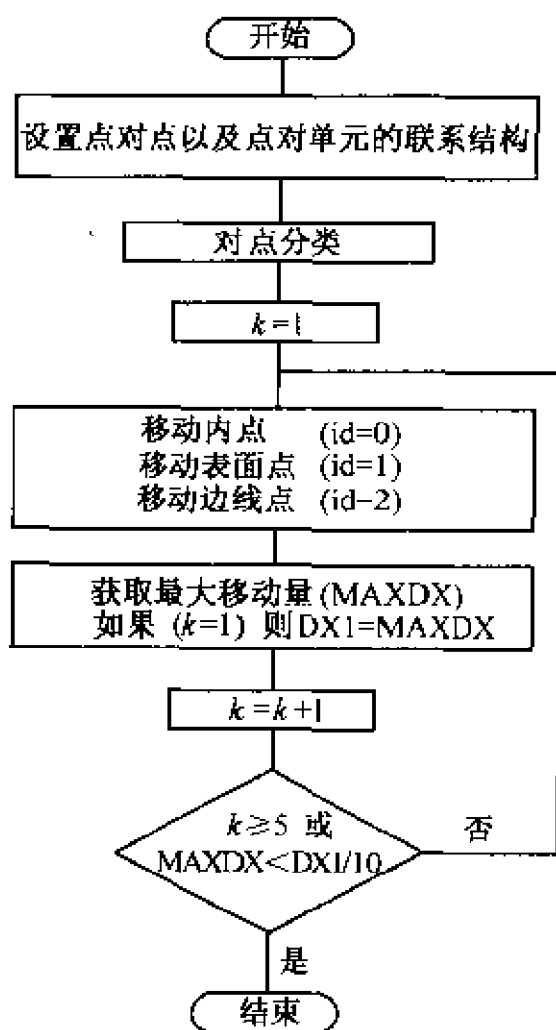 开始
设置点对点以及点对单元的联系结构
对点分类
k=1
移动内点 (id=0)
移动表面点 (id=1)
移动边线点 (id-2)
获取最大移动量(MAXDX)
如果 (k=1) 则DX1=MAXDX
k=k+1
k≥5 或
MAXDX<DX1/10
否
是
结束